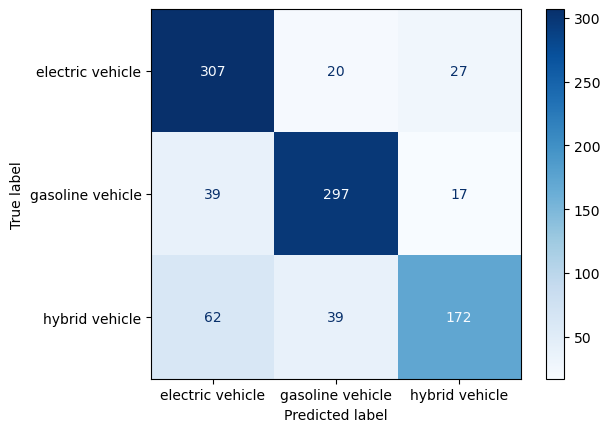 electric vehicle 307 20 27
gasoline vehicle 39 297 17
hybrid vehicle 62 39 172
electric vehicle gasoline vehicle hybrid vehicle
Predicted label
True label
300
250
200
150
100
50